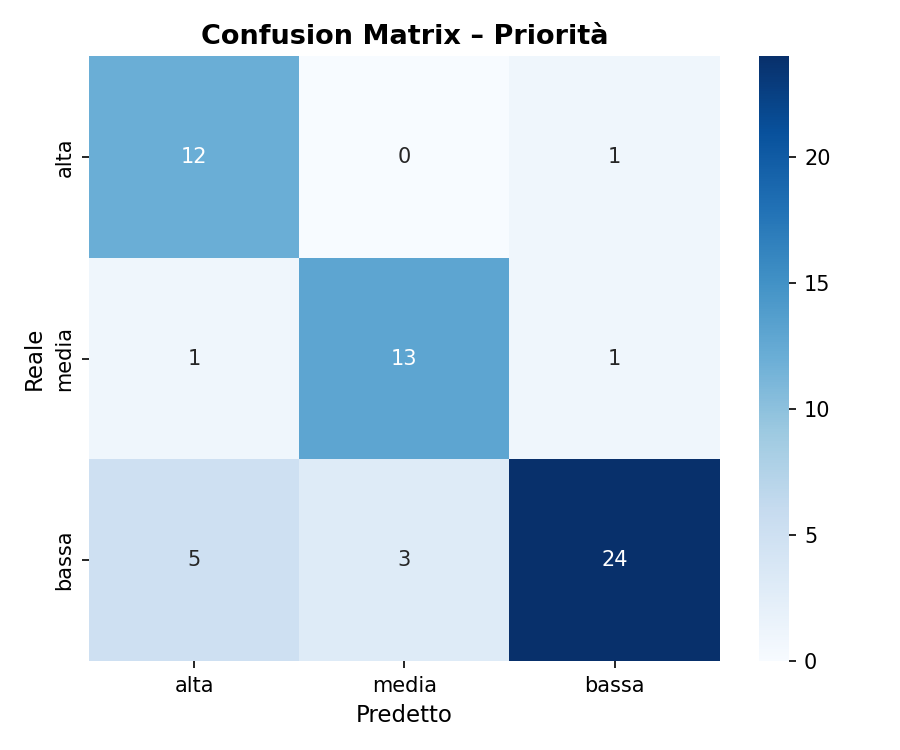 Confusion Matrix – Priorità
Reale
alta
12
0
1
media
1
13
1
bassa
5
3
24
alta
media
bassa
Predetto
20
15
10
5
0